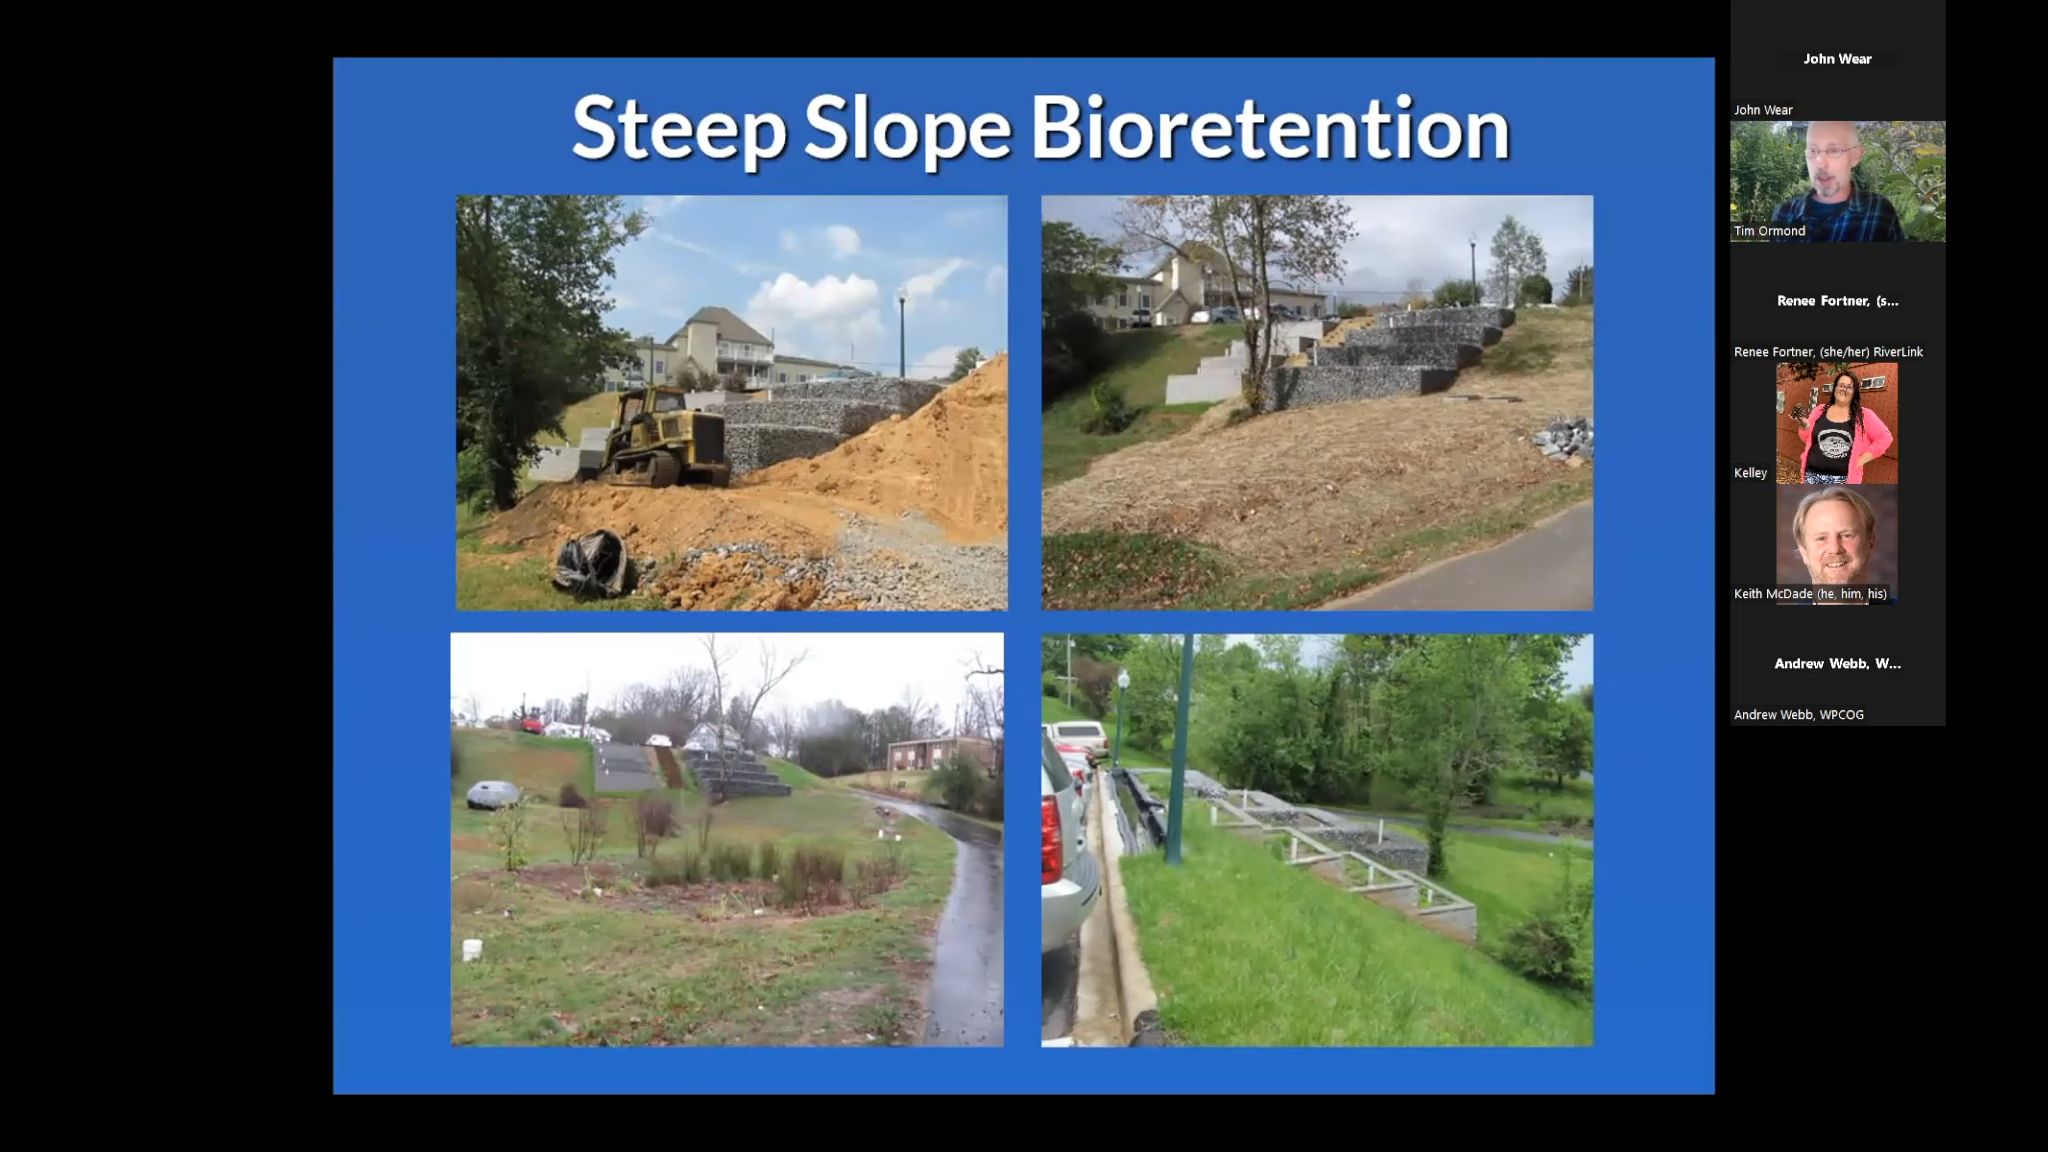 Steep Slope Bioretention
John Wear
John Wear
Tim Ormond
Renee Fortner, (s...
Renee Fortner, (she/her) RiverLink
Kelley
Keith McDade (he, him, his)
Andrew Webb, W...
Andrew Webb, WPCOG